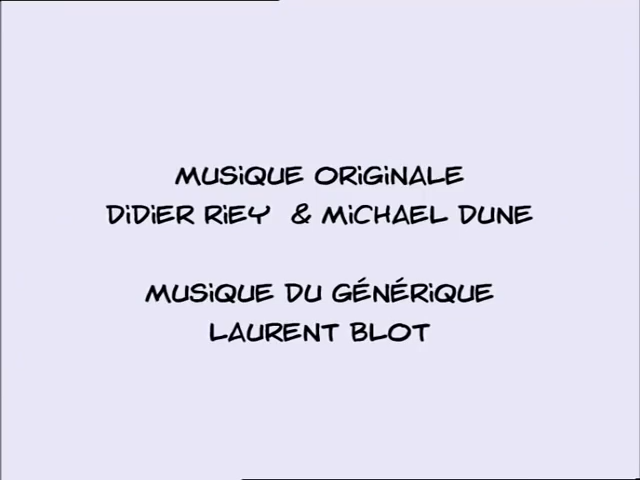 MUSiQUE ORiGiNALE
DiDiER RiEY & MiCHAEL DUNE
MUSiQUE DU GÉNÉRiQUE
LAURENT BLOT